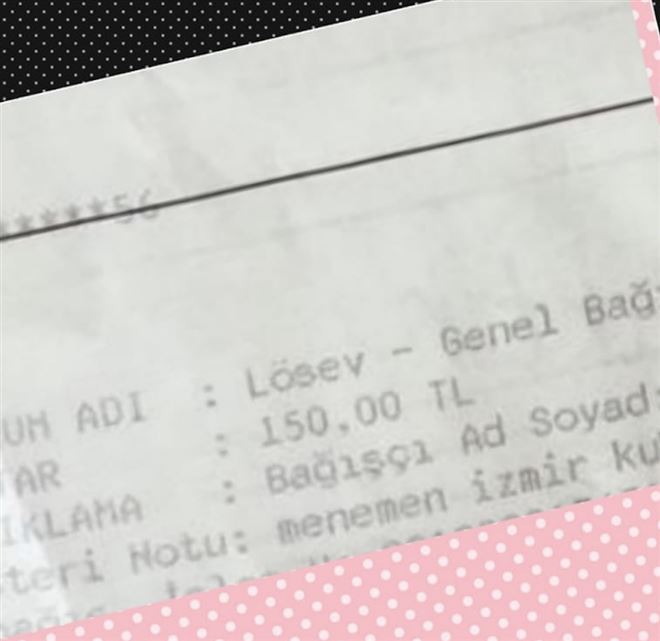 *****56
UM ADI : Lösev - Genel Bağ
TAR : 150,00 TL
IKLAMA : Bağışçı Ad Soyad:
teri Notu: menemen izmir ku
bağış